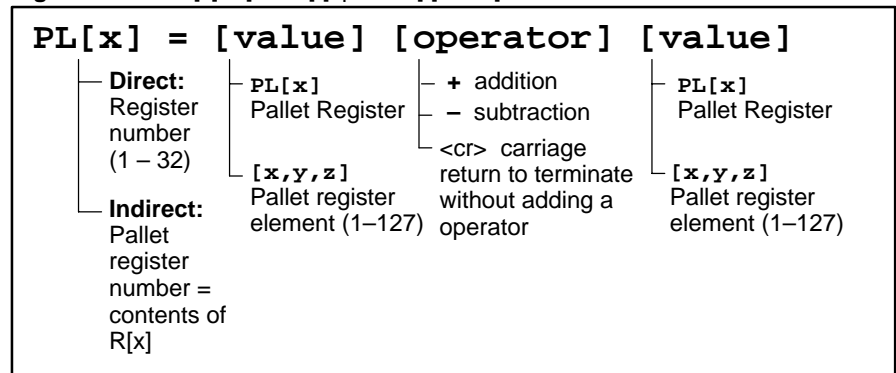 PL[x] = [value] [operator] [value]
Direct:
Register
number
(1 – 32)
Indirect:
Pallet
register
number =
contents of
R[x]
PL[x]
Pallet Register
[x,y,z]
Pallet register
element (1–127)
+ addition
– subtraction
<cr> carriage
return to terminate
without adding a
operator
PL[x]
Pallet Register
[x,y,z]
Pallet register
element (1–127)